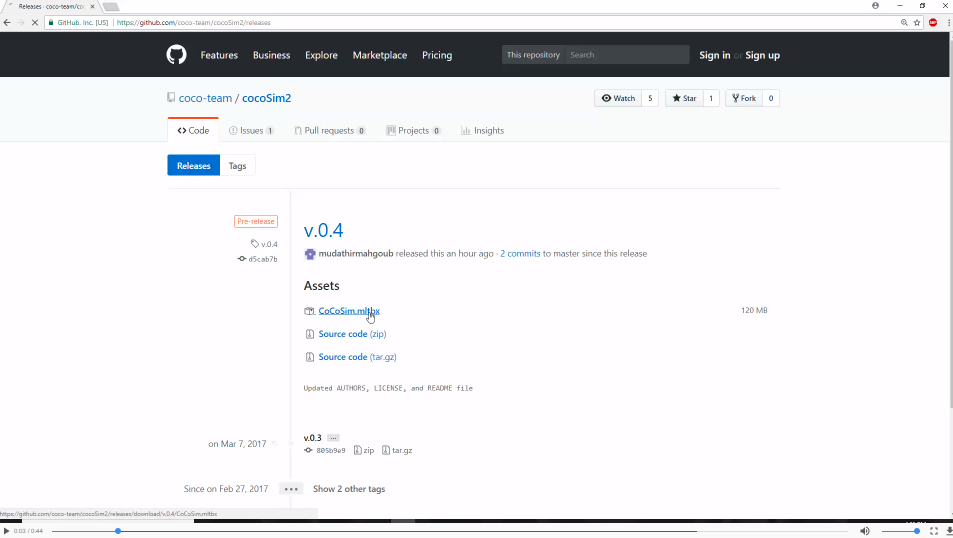 Releases · coco-team/coc
GitHub, Inc. [US] https://github.com/coco-team/cocoSim2/releases
Features Business Explore Marketplace Pricing This repository Search Sign in or Sign up
coco-team / cocoSim2 Watch 5 Star 1 Fork 0
Code Issues 1 Pull requests 0 Projects 0 Insights
Releases Tags
Pre-release
v.0.4
v.0.4
d5cab7b
mudathirmahgoub released this an hour ago · 2 commits to master since this release
Assets
CoCoSim.mltbx 120 MB
Source code (zip)
Source code (tar.gz)
Updated AUTHORS, LICENSE, and README file
on Mar 7, 2017
v.0.3 ...
805b9e9 zip tar.gz
Since on Feb 27, 2017 ... Show 2 other tags
https://github.com/coco-team/cocoSim2/releases/download/v.0.4/CoCoSim.mltbx
0:03 / 0:44